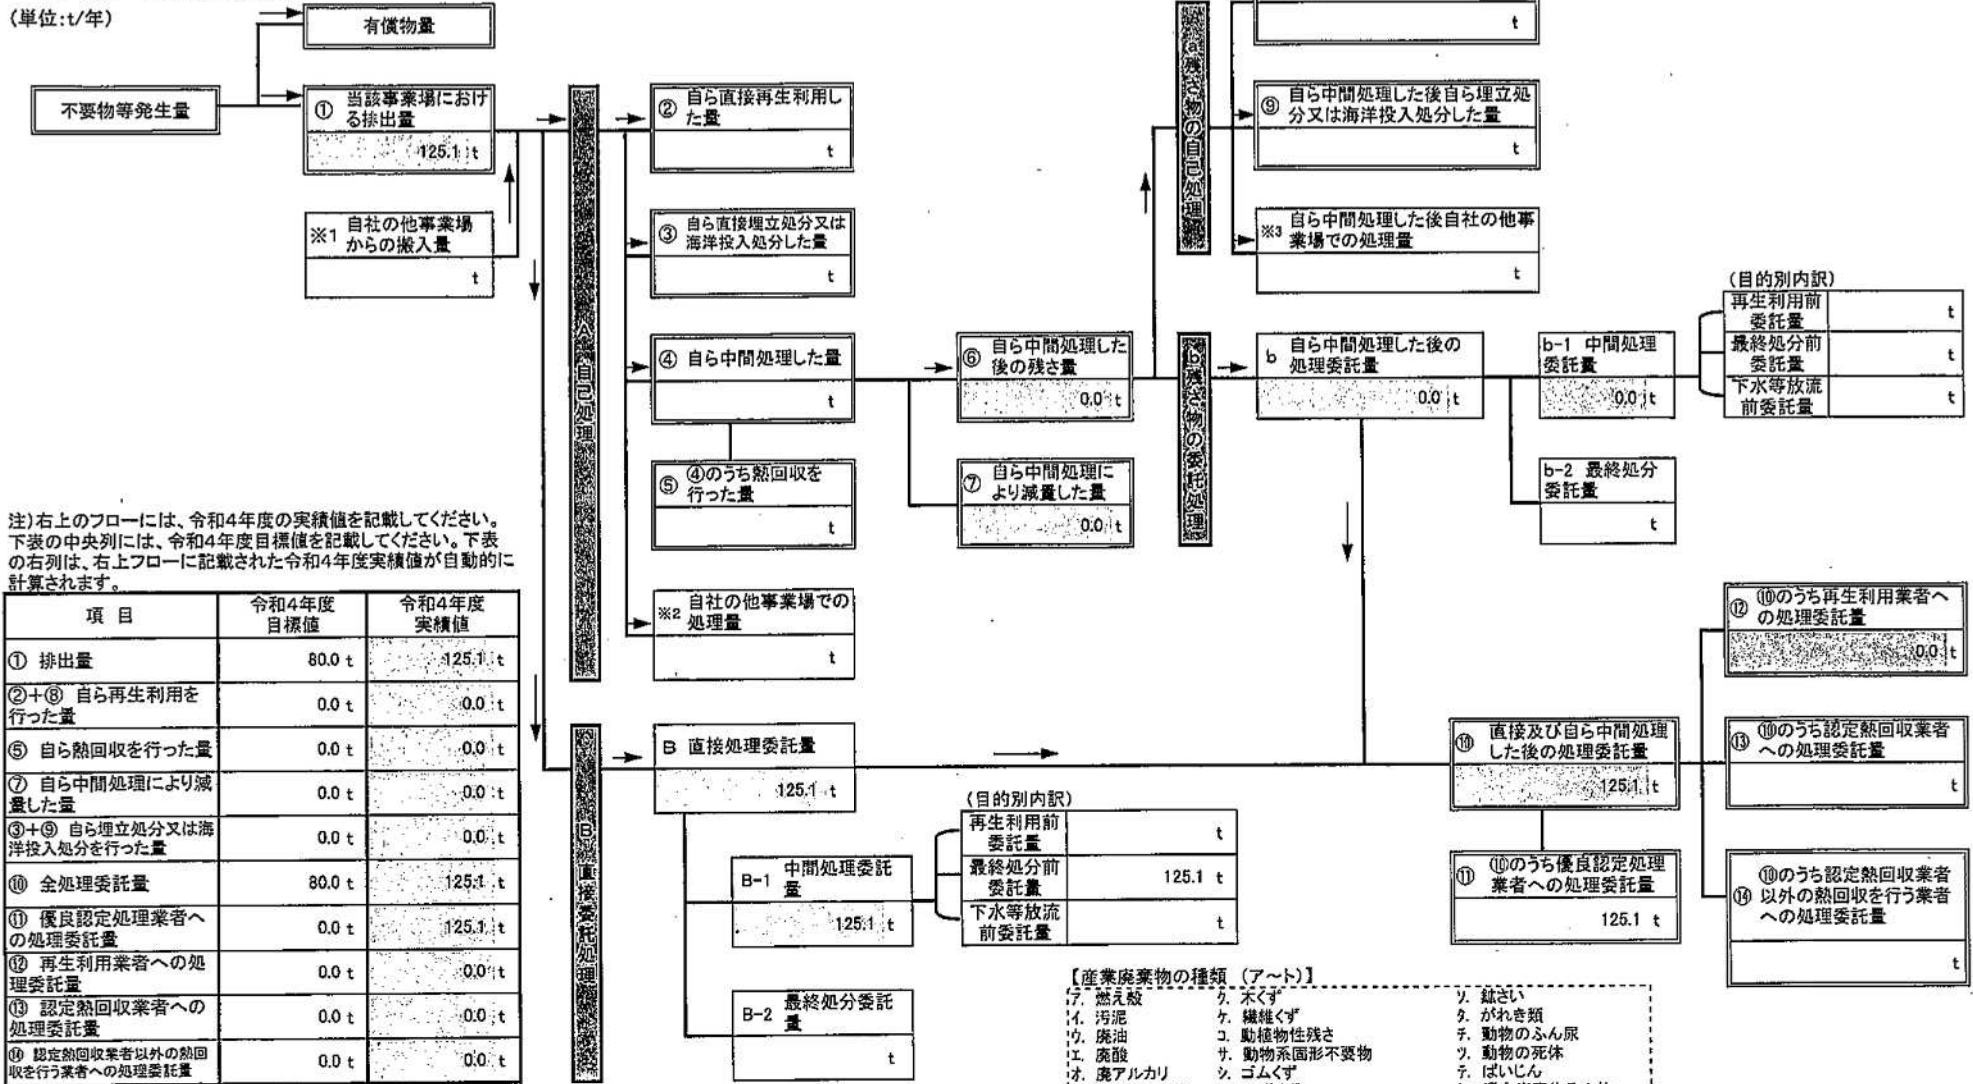 (単位:t/年)
有償物量
不要物等発生量
① 当該事業場におけ
る排出量
125.1 t
※1 自社の他事業場
からの搬入量
t
A 自己処理
② 自ら直接再生利用し
た量
t
③ 自ら直接埋立処分又は
海洋投入処分した量
t
④ 自ら中間処理した量
t
⑤ ④のうち熱回収を
行った量
t
※2 自社の他事業場での
処理量
t
⑥ 自ら中間処理した
後の残さ量
0.0 t
⑦ 自ら中間処理に
より減量した量
0.0 t
a 残さ物の自己処理
t
⑨ 自ら中間処理した後自ら埋立処
分又は海洋投入処分した量
t
※3 自ら中間処理した後自社の他事
業場での処理量
t
b 残さ物の委託処理
b 自ら中間処理した後の
処理委託量
0.0 t
b-1 中間処理
委託量
0.0 t
(目的別内訳)
再生利用前
委託量 t
最終処分前
委託量 t
下水等放流
前委託量 t
b-2 最終処分
委託量
t
注)右上のフローには、令和4年度の実績値を記載してください。
下表の中央列には、令和4年度目標値を記載してください。下表
の右列は、右上フローに記載された令和4年度実績値が自動的に
計算されます。
項 目 令和4年度 目標値 令和4年度 実績値
① 排出量 80.0 t 125.1 t
②+⑧ 自ら再生利用を
行った量 0.0 t 0.0 t
⑤ 自ら熱回収を行った量 0.0 t 0.0 t
⑦ 自ら中間処理により減
量した量 0.0 t 0.0 t
③+⑨ 自ら埋立処分又は海
洋投入処分を行った量 0.0 t 0.0 t
⑩ 全処理委託量 80.0 t 125.1 t
⑪ 優良認定処理業者へ
の処理委託量 0.0 t 125.1 t
⑫ 再生利用業者への処
理委託量 0.0 t 0.0 t
⑬ 認定熱回収業者への
処理委託量 0.0 t 0.0 t
⑭ 認定熱回収業者以外の熱回
収を行う業者への処理委託量 0.0 t 0.0 t
B 直接委託処理
B 直接処理委託量
125.1 t
B-1 中間処理委託
量
125.1 t
(目的別内訳)
再生利用前
委託量 t
最終処分前
委託量 125.1 t
下水等放流
前委託量 t
B-2 最終処分委託
量
t
⑩ 直接及び自ら中間処理
した後の処理委託量
125.1 t
⑪ ⑩のうち優良認定処理
業者への処理委託量
125.1 t
⑫ ⑩のうち再生利用業者へ
の処理委託量
0.0 t
⑬ ⑩のうち認定熱回収業者
への処理委託量
t
⑭ ⑩のうち認定熱回収業者
以外の熱回収を行う業者
への処理委託量
t
【産業廃棄物の種類 (ア~ト)】
ア. 燃え殻 ク. 木くず ソ. 鉱さい
イ. 汚泥 ケ. 繊維くず タ. がれき類
ウ. 廃油 コ. 動植物性残さ チ. 動物のふん尿
エ. 廃酸 サ. 動物系固形不要物 ツ. 動物の死体
オ. 廃アルカリ シ. ゴムくず テ. ばいじん